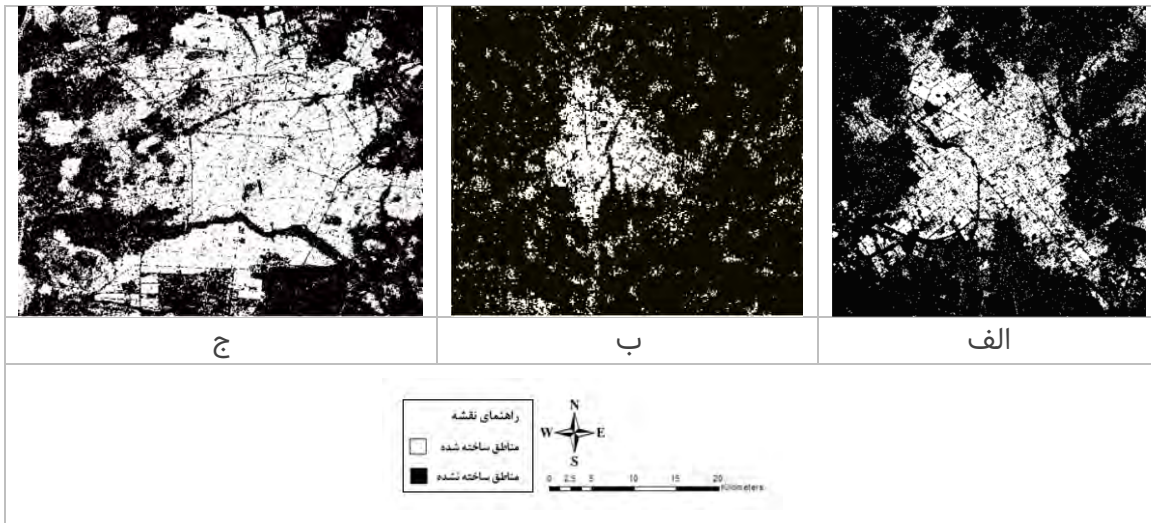 الف
ب
ج
راهنمای نقشه
مناطق ساخته شده
مناطق ساخته نشده
N
W E
S
0 2.5 5 10 15 20
Kilometers